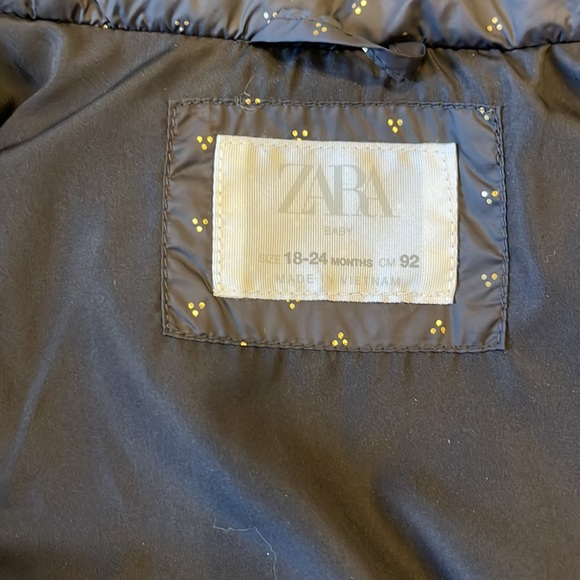 ZARA
BABY
SIZE 18-24 MONTHS CM 92
MADE IN VIETNAM